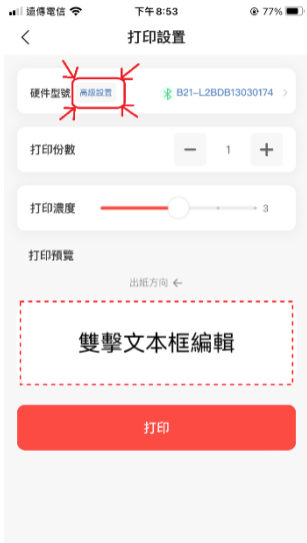 遠傳電信 下午8:53 77%
打印設置
硬件型號 高級設置 B21-L2BDB13030174
打印份數 1
打印濃度 3
打印預覽
出紙方向 ←
雙擊文本框編輯
打印